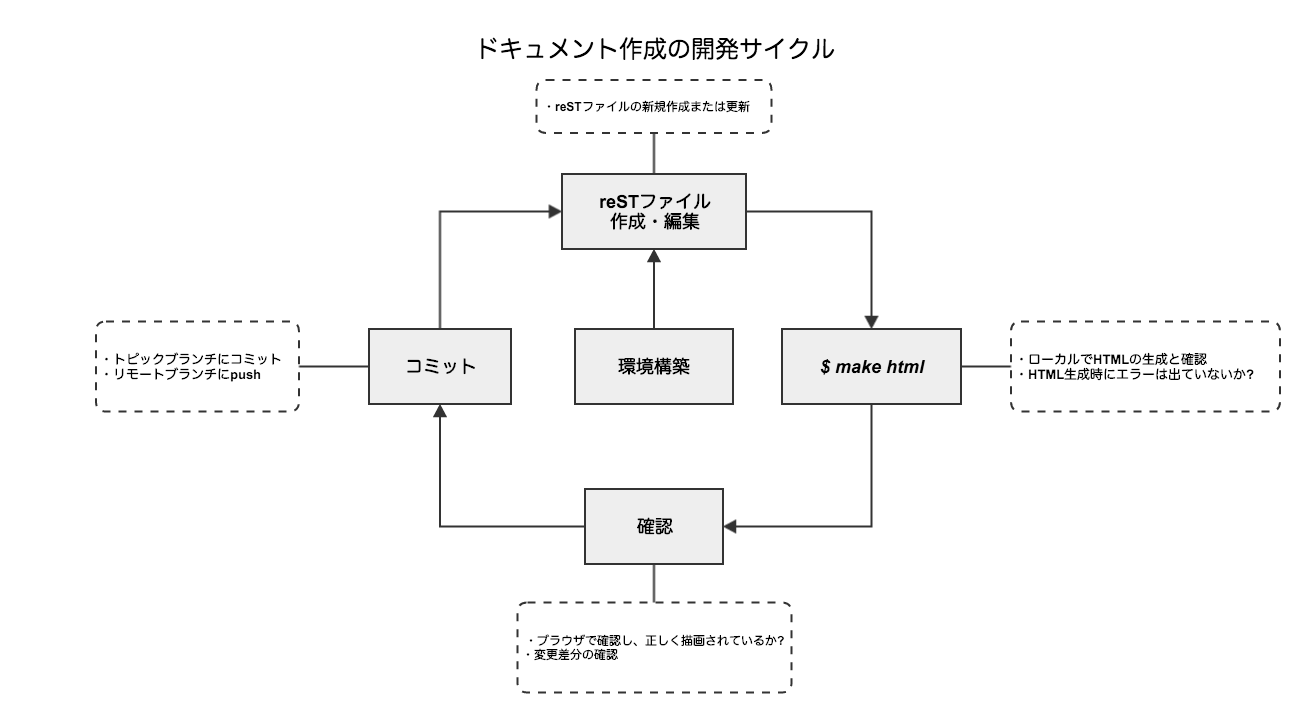 ドキュメント作成の開発サイクル
・reSTファイルの新規作成または更新
reSTファイル
作成・編集
・トピックブランチにコミット
・リモートブランチにpush
コミット
環境構築
$ make html
・ローカルでHTMLの生成と確認
・HTML生成時にエラーは出ていないか?
確認
・ブラウザで確認し、正しく描画されているか?
・変更差分の確認